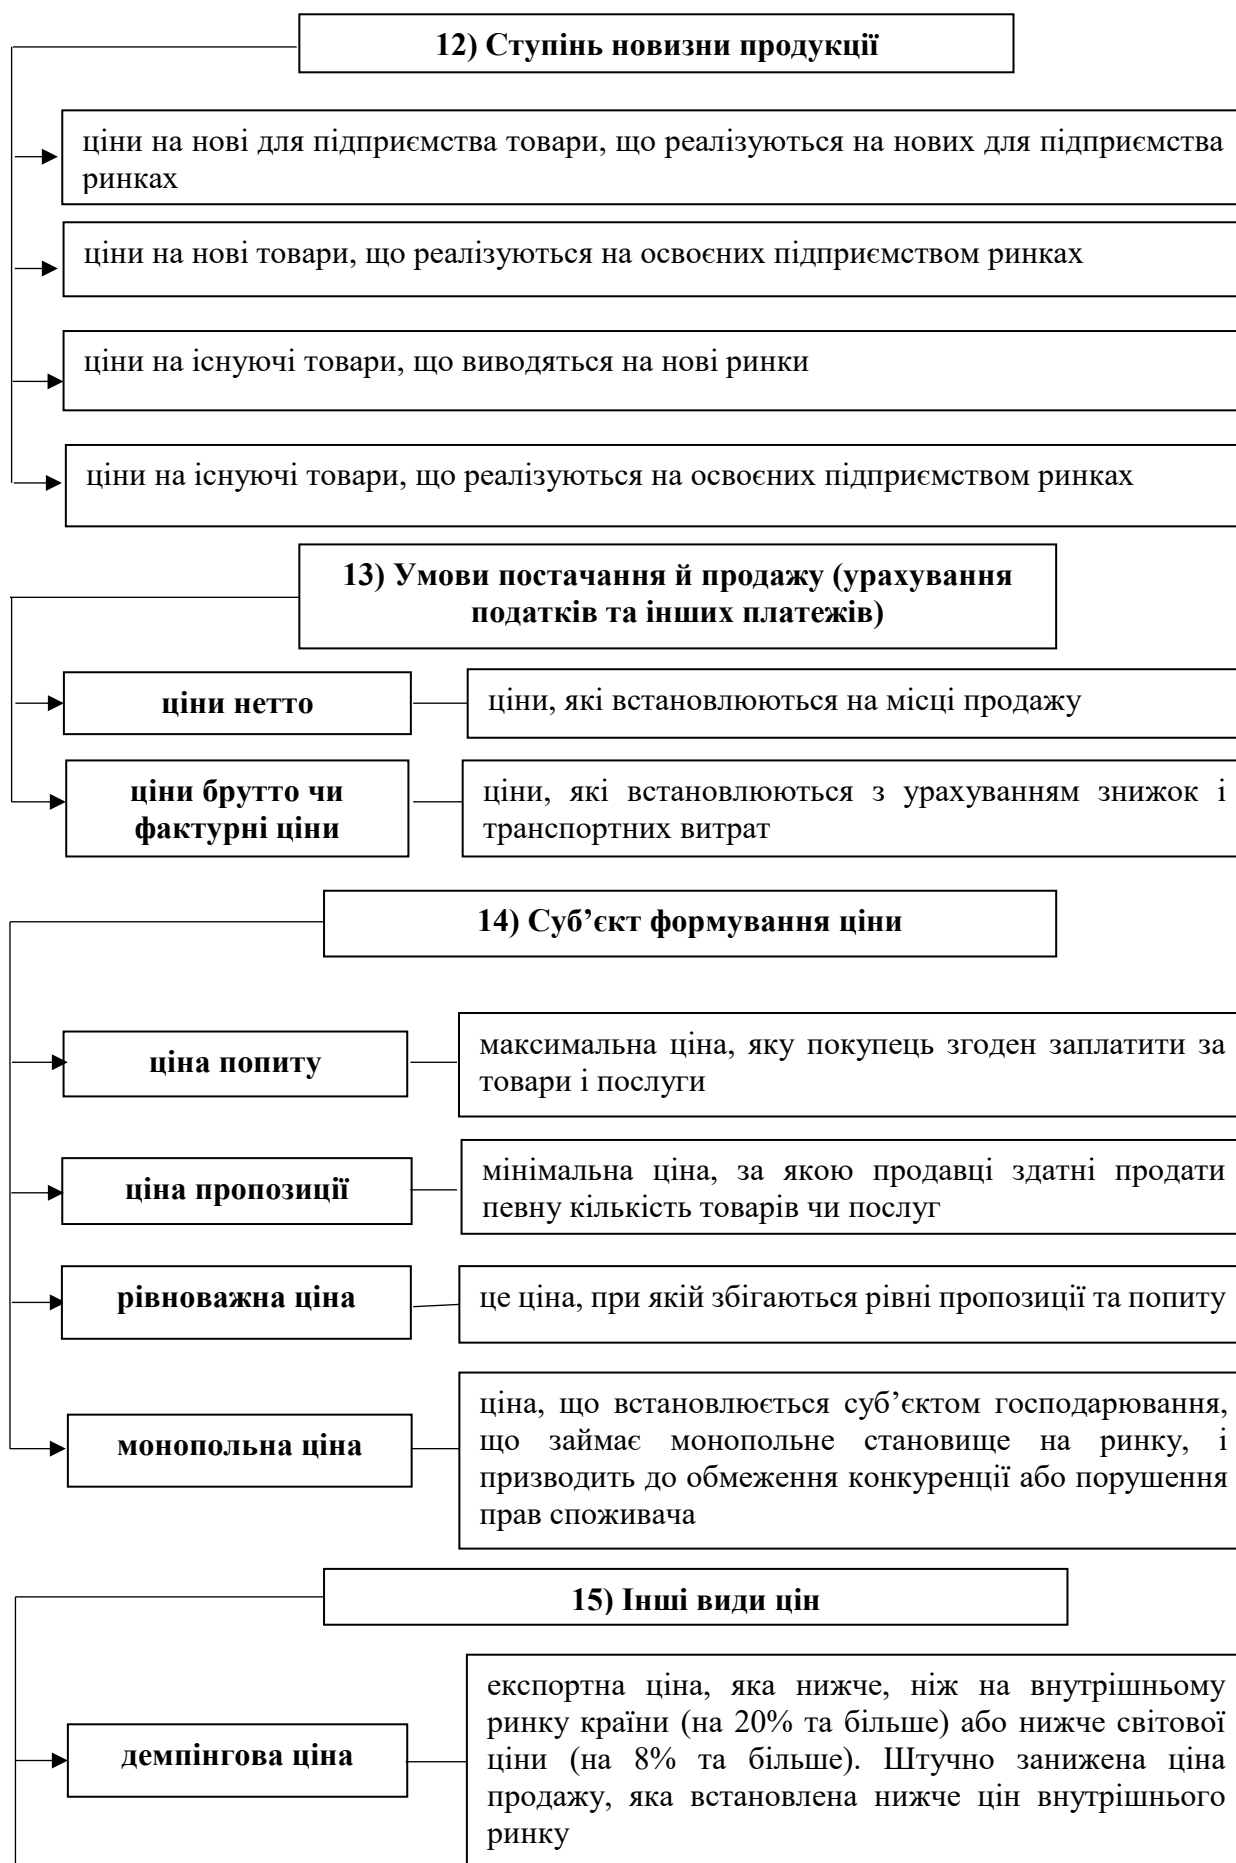 12) Ступінь новизни продукції
ціни на нові для підприємства товари, що реалізуються на нових для підприємства
ринках
ціни на нові товари, що реалізуються на освоєних підприємством ринках
ціни на існуючі товари, що виводяться на нові ринки
ціни на існуючі товари, що реалізуються на освоєних підприємством ринках
13) Умови постачання й продажу (урахування
податків та інших платежів)
ціни нетто
ціни, які встановлюються на місці продажу
ціни брутто чи
фактурні ціни
ціни, які встановлюються з урахуванням знижок і
транспортних витрат
14) Суб’єкт формування ціни
ціна попиту
максимальна ціна, яку покупець згоден заплатити за
товари і послуги
ціна пропозиції
мінімальна ціна, за якою продавці здатні продати
певну кількість товарів чи послуг
рівноважна ціна
це ціна, при якій збігаються рівні пропозиції та попиту
монопольна ціна
ціна, що встановлюється суб’єктом господарювання,
що займає монопольне становище на ринку, і
призводить до обмеження конкуренції або порушення
прав споживача
15) Інші види цін
демпінгова ціна
експортна ціна, яка нижче, ніж на внутрішньому
ринку країни (на 20% та більше) або нижче світової
ціни (на 8% та більше). Штучно занижена ціна
продажу, яка встановлена нижче цін внутрішнього
ринку